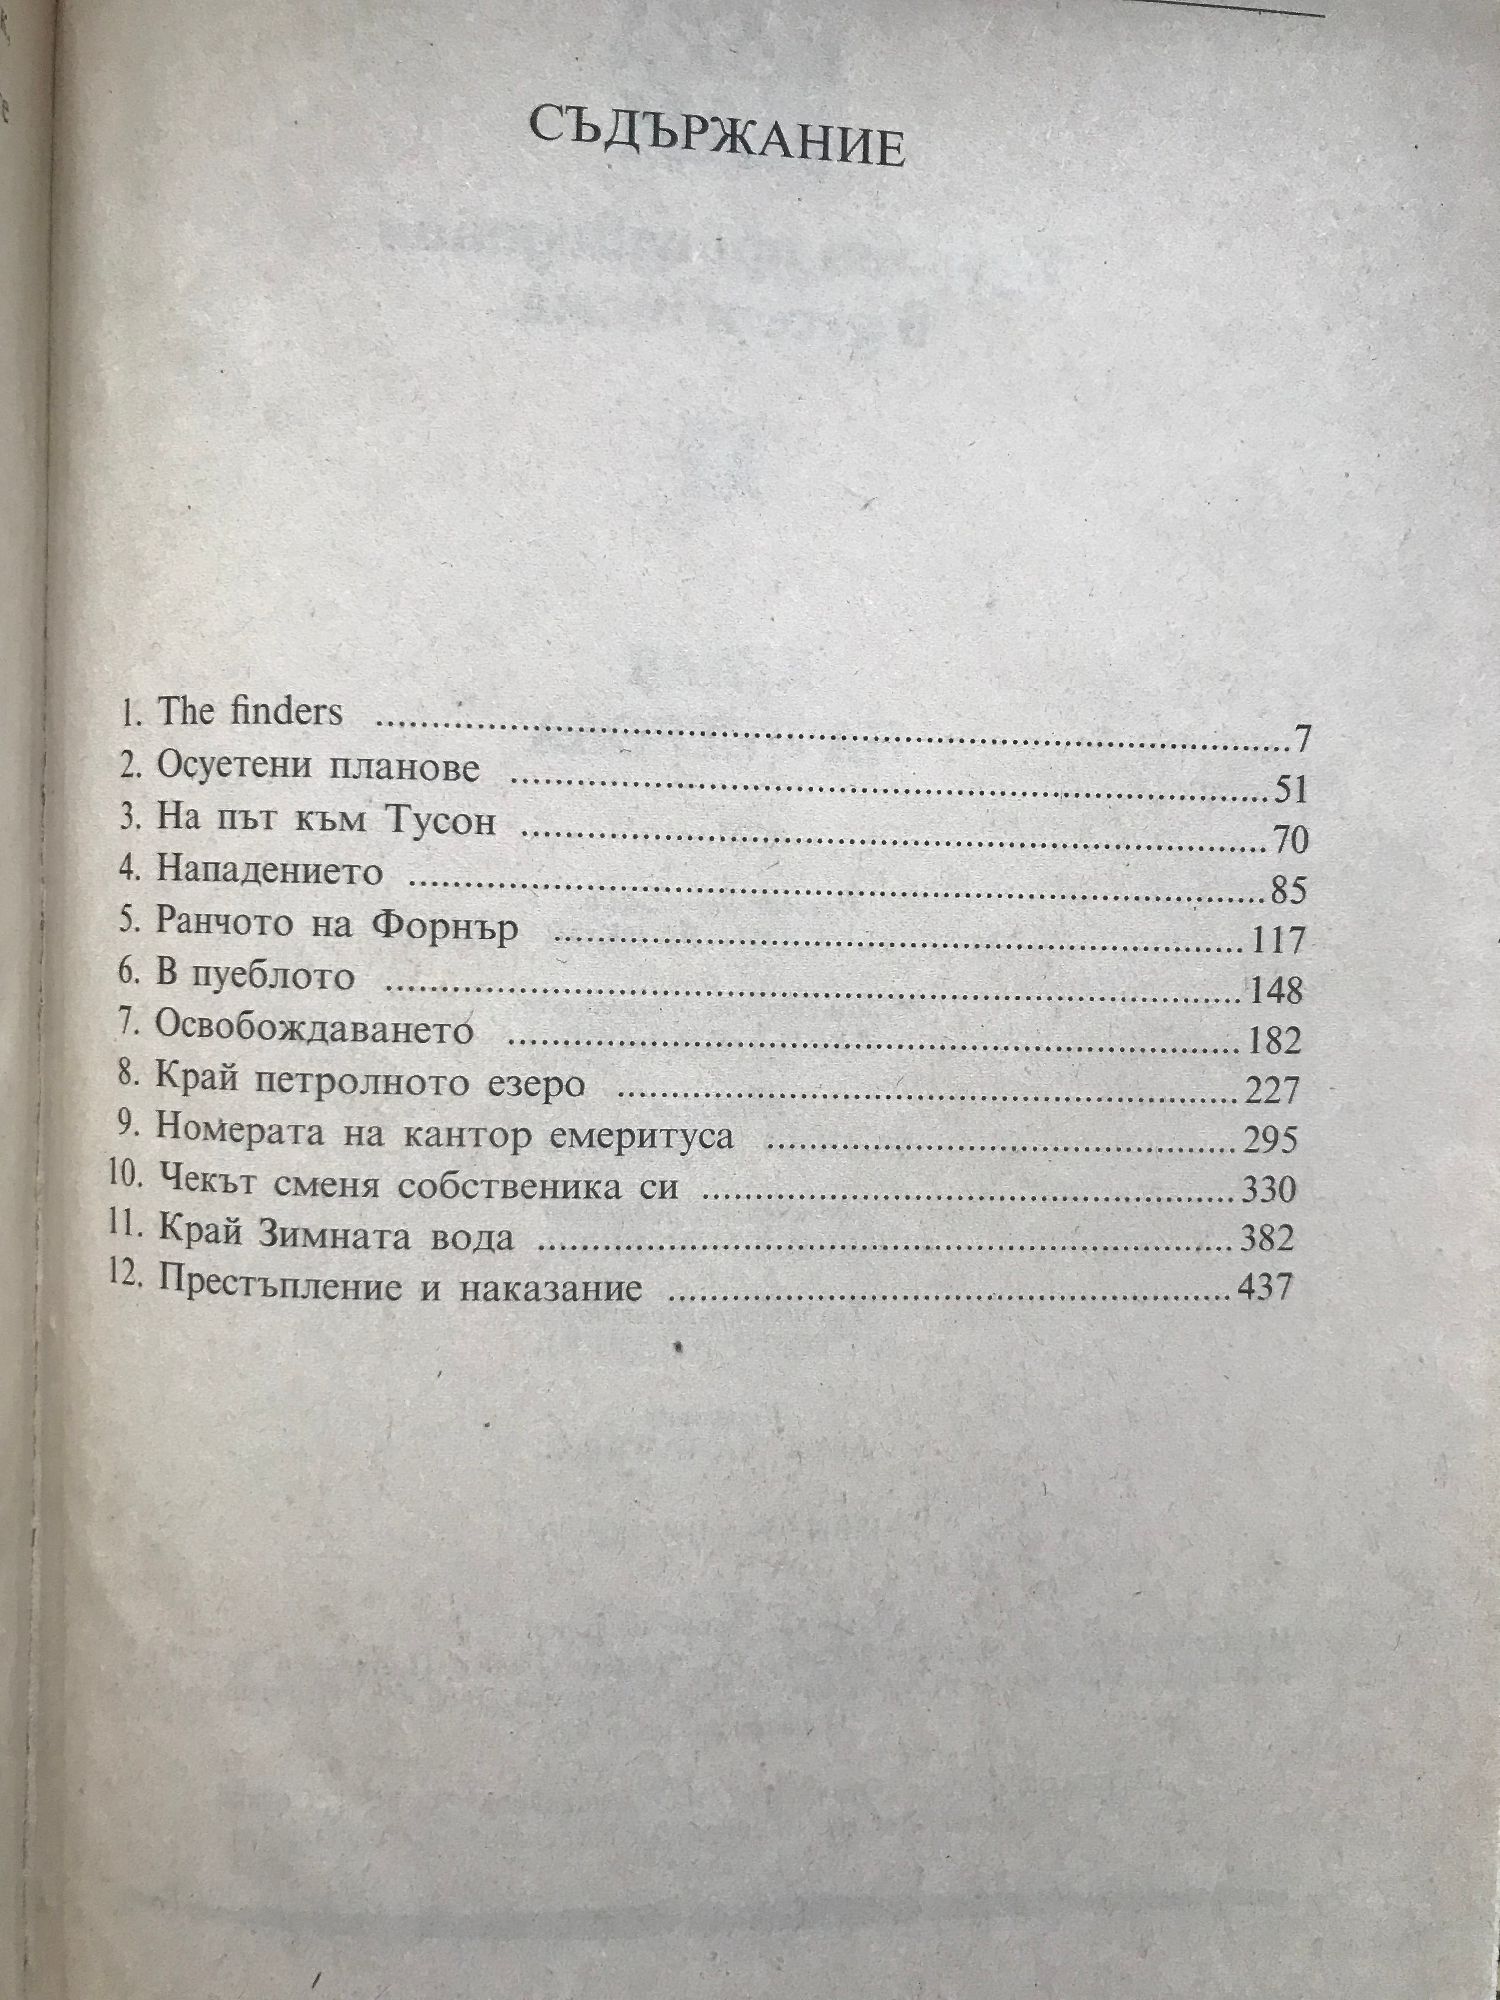 СЪДЪРЖАНИЕ
1. The finders ........................................ 7
2. Осуетени планове ........................................ 51
3. На път към Тусон ........................................ 70
4. Нападението ........................................ 85
5. Ранчото на Форнър ........................................ 117
6. В пуеблото ........................................ 148
7. Освобождаването ........................................ 182
8. Край петролното езеро ........................................ 227
9. Номерата на кантор емеритуса ........................................ 295
10. Чекът сменя собственика си ........................................ 330
11. Край Зимната вода ........................................ 382
12. Престъпление и наказание ........................................ 437